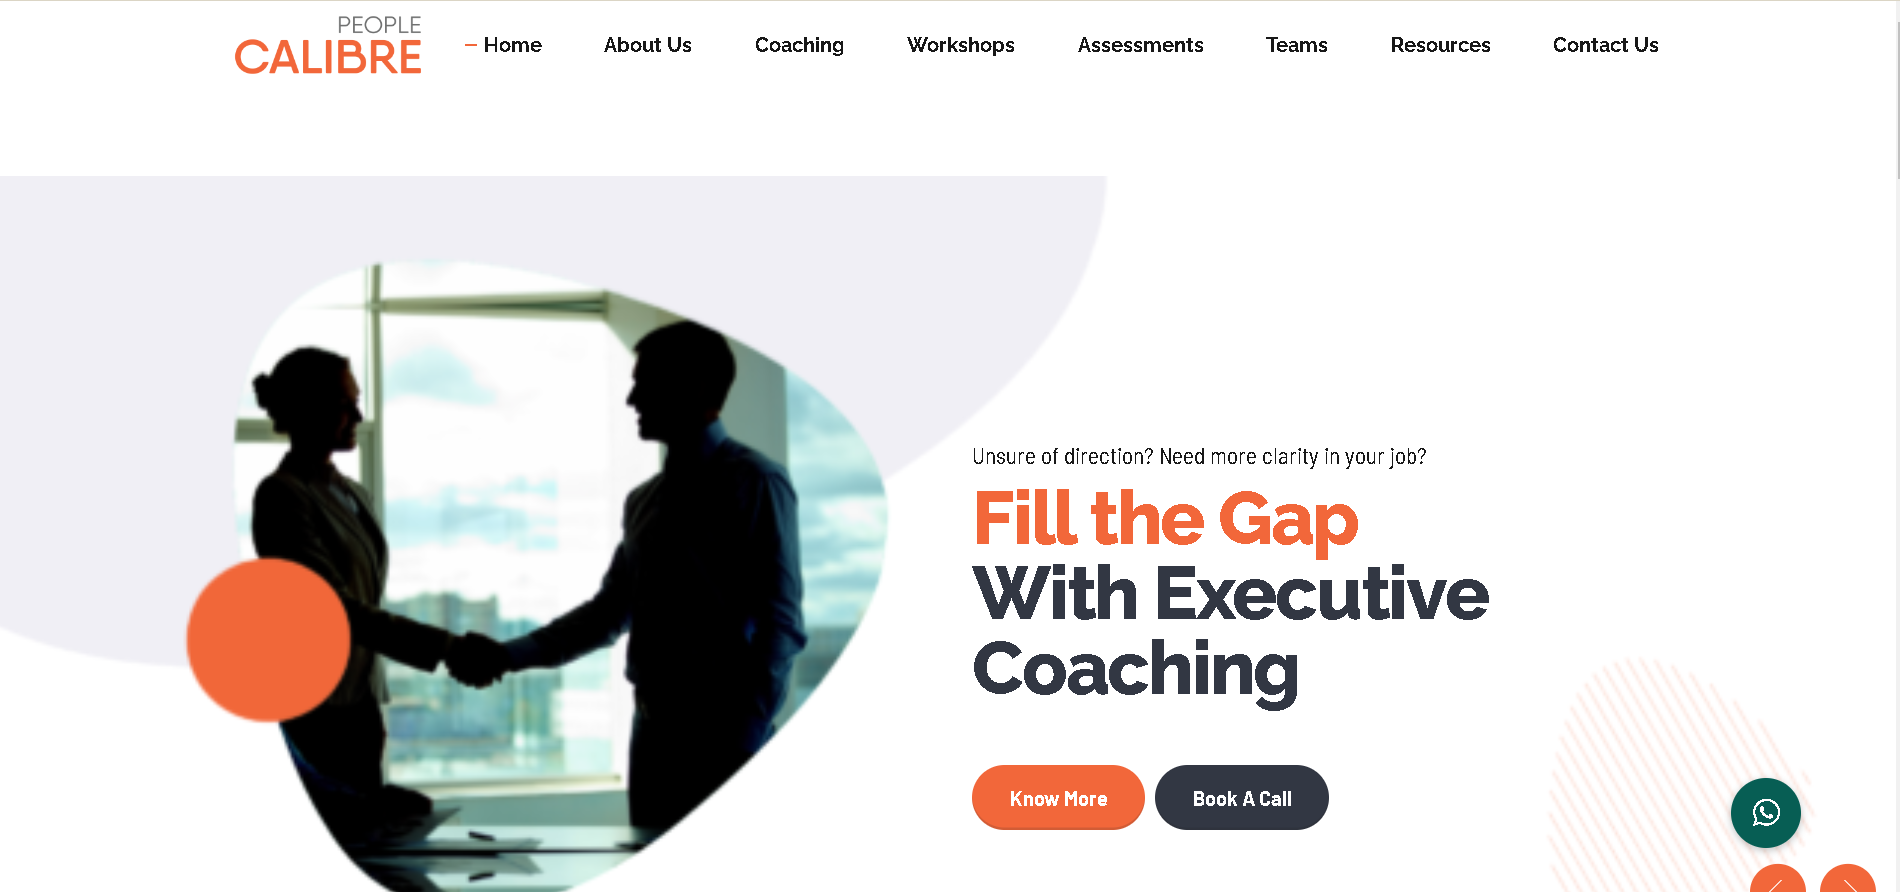 PEOPLE
CALIBRE
Home About Us Coaching Workshops Assessments Teams Resources Contact Us
Unsure of direction? Need more clarity in your job?
Fill the Gap
With Executive
Coaching
Know More Book A Call